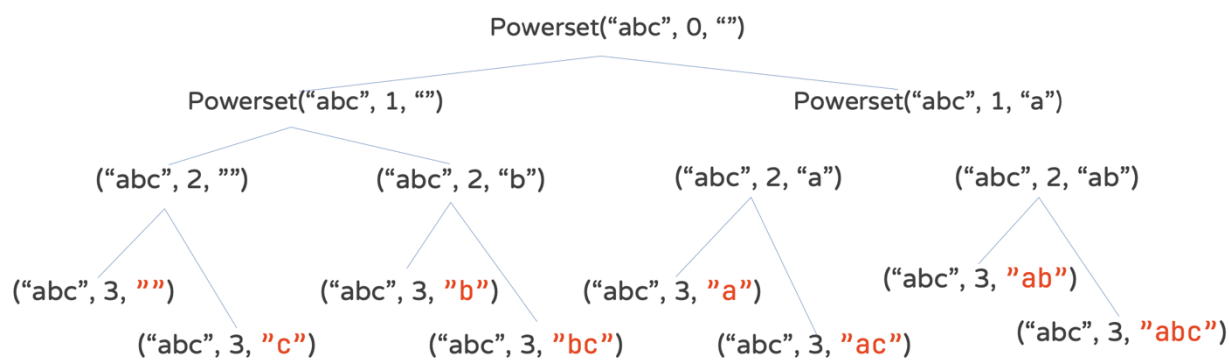 Powerset(“abc”, 0, “”)
Powerset(“abc”, 1, “”)
Powerset(“abc”, 1, “a”)
(“abc”, 2, ””)
(“abc”, 2, “b”)
(“abc”, 2, “a”)
(“abc”, 2, “ab”)
(“abc”, 3, ””)
(“abc”, 3, ”c”)
(“abc”, 3, ”b”)
(“abc”, 3, ”bc”)
(“abc”, 3, ”a”)
(“abc”, 3, ”ac”)
(“abc”, 3, ”ab”)
(“abc”, 3, ”abc”)